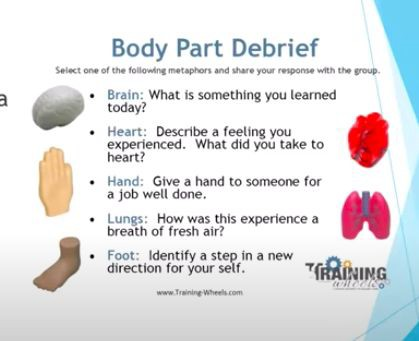 Body Part Debrief
Select one of the following metaphors and share your response with the group.
a
• Brain: What is something you learned
today?
• Heart: Describe a feeling you
experienced. What did you take to
heart?
• Hand: Give a hand to someone for
a job well done.
• Lungs: How was this experience a
breath of fresh air?
• Foot: Identify a step in a new
direction for your self.
TRAINING
wheels
www.Training-Wheels.com